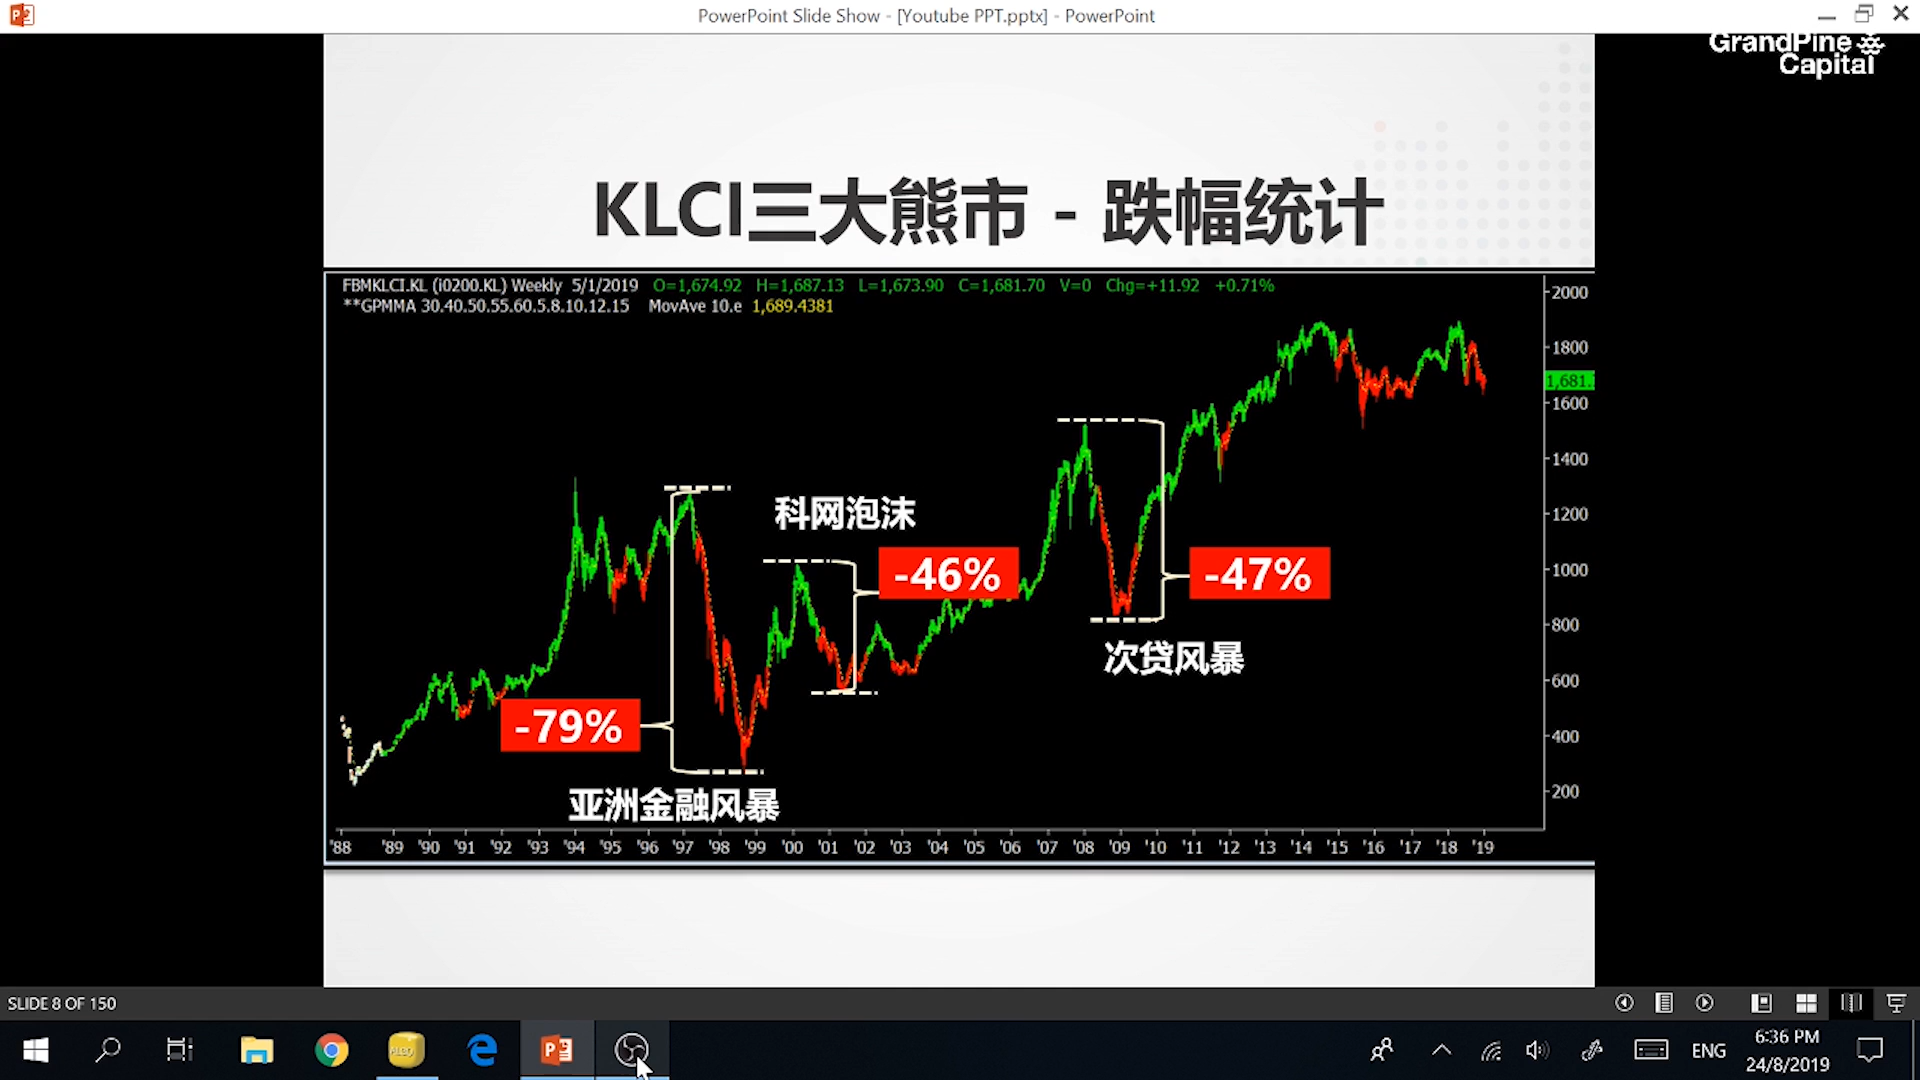 PowerPoint Slide Show - [Youtube PPT.pptx] - PowerPoint
GrandPine
Capital
KLCI三大熊市 - 跌幅统计
FBMKLCI.KL (i0200.KL) Weekly 5/1/2019 O=1,674.92 H=1,687.13 L=1,673.90 C=1,681.70 V=0 Chg=+11.92 +0.71%
**GPMMA 30.40.50.55.60.5.8.10.12.15 MovAve 10.e 1,689.4381
2000
1800
1,681.
1600
1400
1200
1000
800
600
400
200
科网泡沫
-46%
-47%
次贷风暴
-79%
亚洲金融风暴
'88 '89 '90 '91 '92 '93 '94 '95 '96 '97 '98 '99 '00 '01 '02 '03 '04 '05 '06 '07 '08 '09 '10 '11 '12 '13 '14 '15 '16 '17 '18 '19
SLIDE 8 OF 150
ENG
6:36 PM
24/8/2019